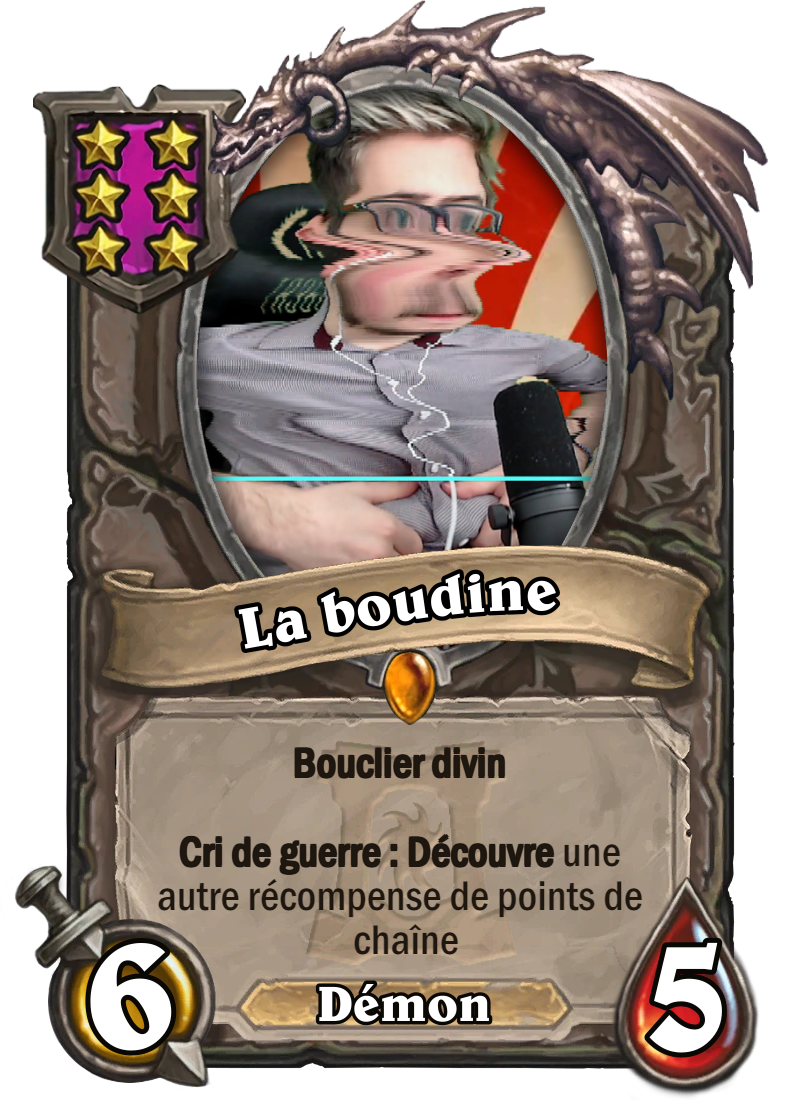 La boudine
Bouclier divin
Cri de guerre : Découvre une
autre récompense de points de
chaîne
6
Démon
5